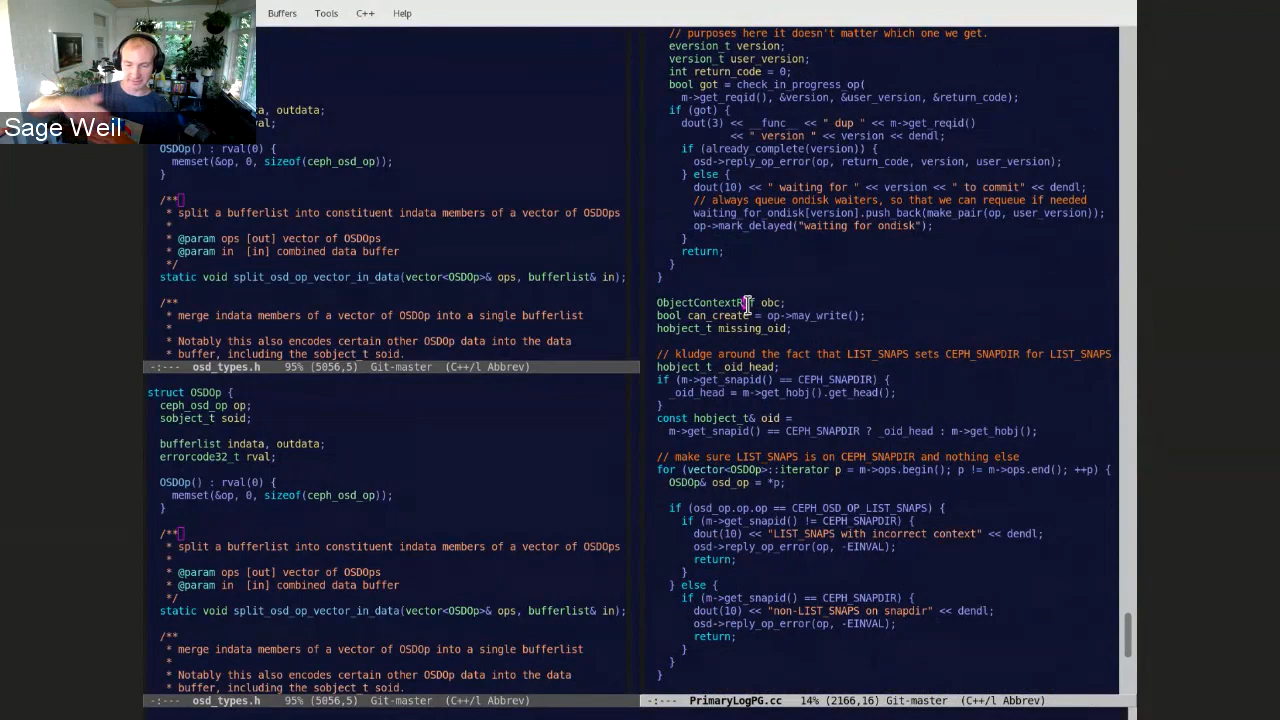 Buffers Tools C++ Help
Sage Weil
OSDOp() : rval(0) {
memset(&op, 0, sizeof(ceph_osd_op));
}
/**
* split a bufferlist into constituent indata members of a vector of OSDOps
*
* @param ops [out] vector of OSDOps
* @param in [in] combined data buffer
*/
static void split_osd_op_vector_in_data(vector<OSDOp>& ops, bufferlist& in);
/**
* merge indata members of a vector of OSDOp into a single bufferlist
*
* Notably this also encodes certain other OSDOp data into the data
* buffer, including the sobject_t soid.
-:--- osd_types.h 95% (5056,5) Git-master (C++/l Abbrev)
struct OSDOp {
ceph_osd_op op;
sobject_t soid;
bufferlist indata, outdata;
errorcode32_t rval;
OSDOp() : rval(0) {
memset(&op, 0, sizeof(ceph_osd_op));
}
/**
* split a bufferlist into constituent indata members of a vector of OSDOps
*
* @param ops [out] vector of OSDOps
* @param in [in] combined data buffer
*/
static void split_osd_op_vector_in_data(vector<OSDOp>& ops, bufferlist& in);
/**
* merge indata members of a vector of OSDOp into a single bufferlist
*
* Notably this also encodes certain other OSDOp data into the data
* buffer, including the sobject_t soid.
-:--- osd_types.h 95% (5056,5) Git-master (C++/l Abbrev)
// purposes here it doesn't matter which one we get.
eversion_t version;
version_t user_version;
int return_code = 0;
bool got = check_in_progress_op(
m->get_reqid(), &version, &user_version, &return_code);
if (got) {
dout(3) << __func__ << " dup " << m->get_reqid()
<< " version " << version << dendl;
if (already_complete(version)) {
osd->reply_op_error(op, return_code, version, user_version);
} else {
dout(10) << " waiting for " << version << " to commit" << dendl;
// always queue ondisk waiters, so that we can requeue if needed
waiting_for_ondisk[version].push_back(make_pair(op, user_version));
op->mark_delayed("waiting for ondisk");
}
return;
}
}
obc;
bool can_create = op->may_write();
hobject_t missing_oid;
// kludge around the fact that LIST_SNAPS sets CEPH_SNAPDIR for LIST_SNAPS
hobject_t _oid_head;
if (m->get_snapid() == CEPH_SNAPDIR) {
_oid_head = m->get_hobj().get_head();
}
const hobject_t& oid =
m->get_snapid() == CEPH_SNAPDIR ? _oid_head : m->get_hobj();
// make sure LIST_SNAPS is on CEPH_SNAPDIR and nothing else
for (vector<OSDOp>::iterator p = m->ops.begin(); p != m->ops.end(); ++p) {
OSDOp& osd_op = *p;
if (osd_op.op.op == CEPH_OSD_OP_LIST_SNAPS) {
if (m->get_snapid() != CEPH_SNAPDIR) {
dout(10) << "LIST_SNAPS with incorrect context" << dendl;
osd->reply_op_error(op, -EINVAL);
return;
}
} else {
if (m->get_snapid() == CEPH_SNAPDIR) {
dout(10) << "non-LIST_SNAPS on snapdir" << dendl;
osd->reply_op_error(op, -EINVAL);
return;
}
}
}
-:--- PrimaryLogPG.cc 14% (2166,16) Git-master (C++/l Abbrev)